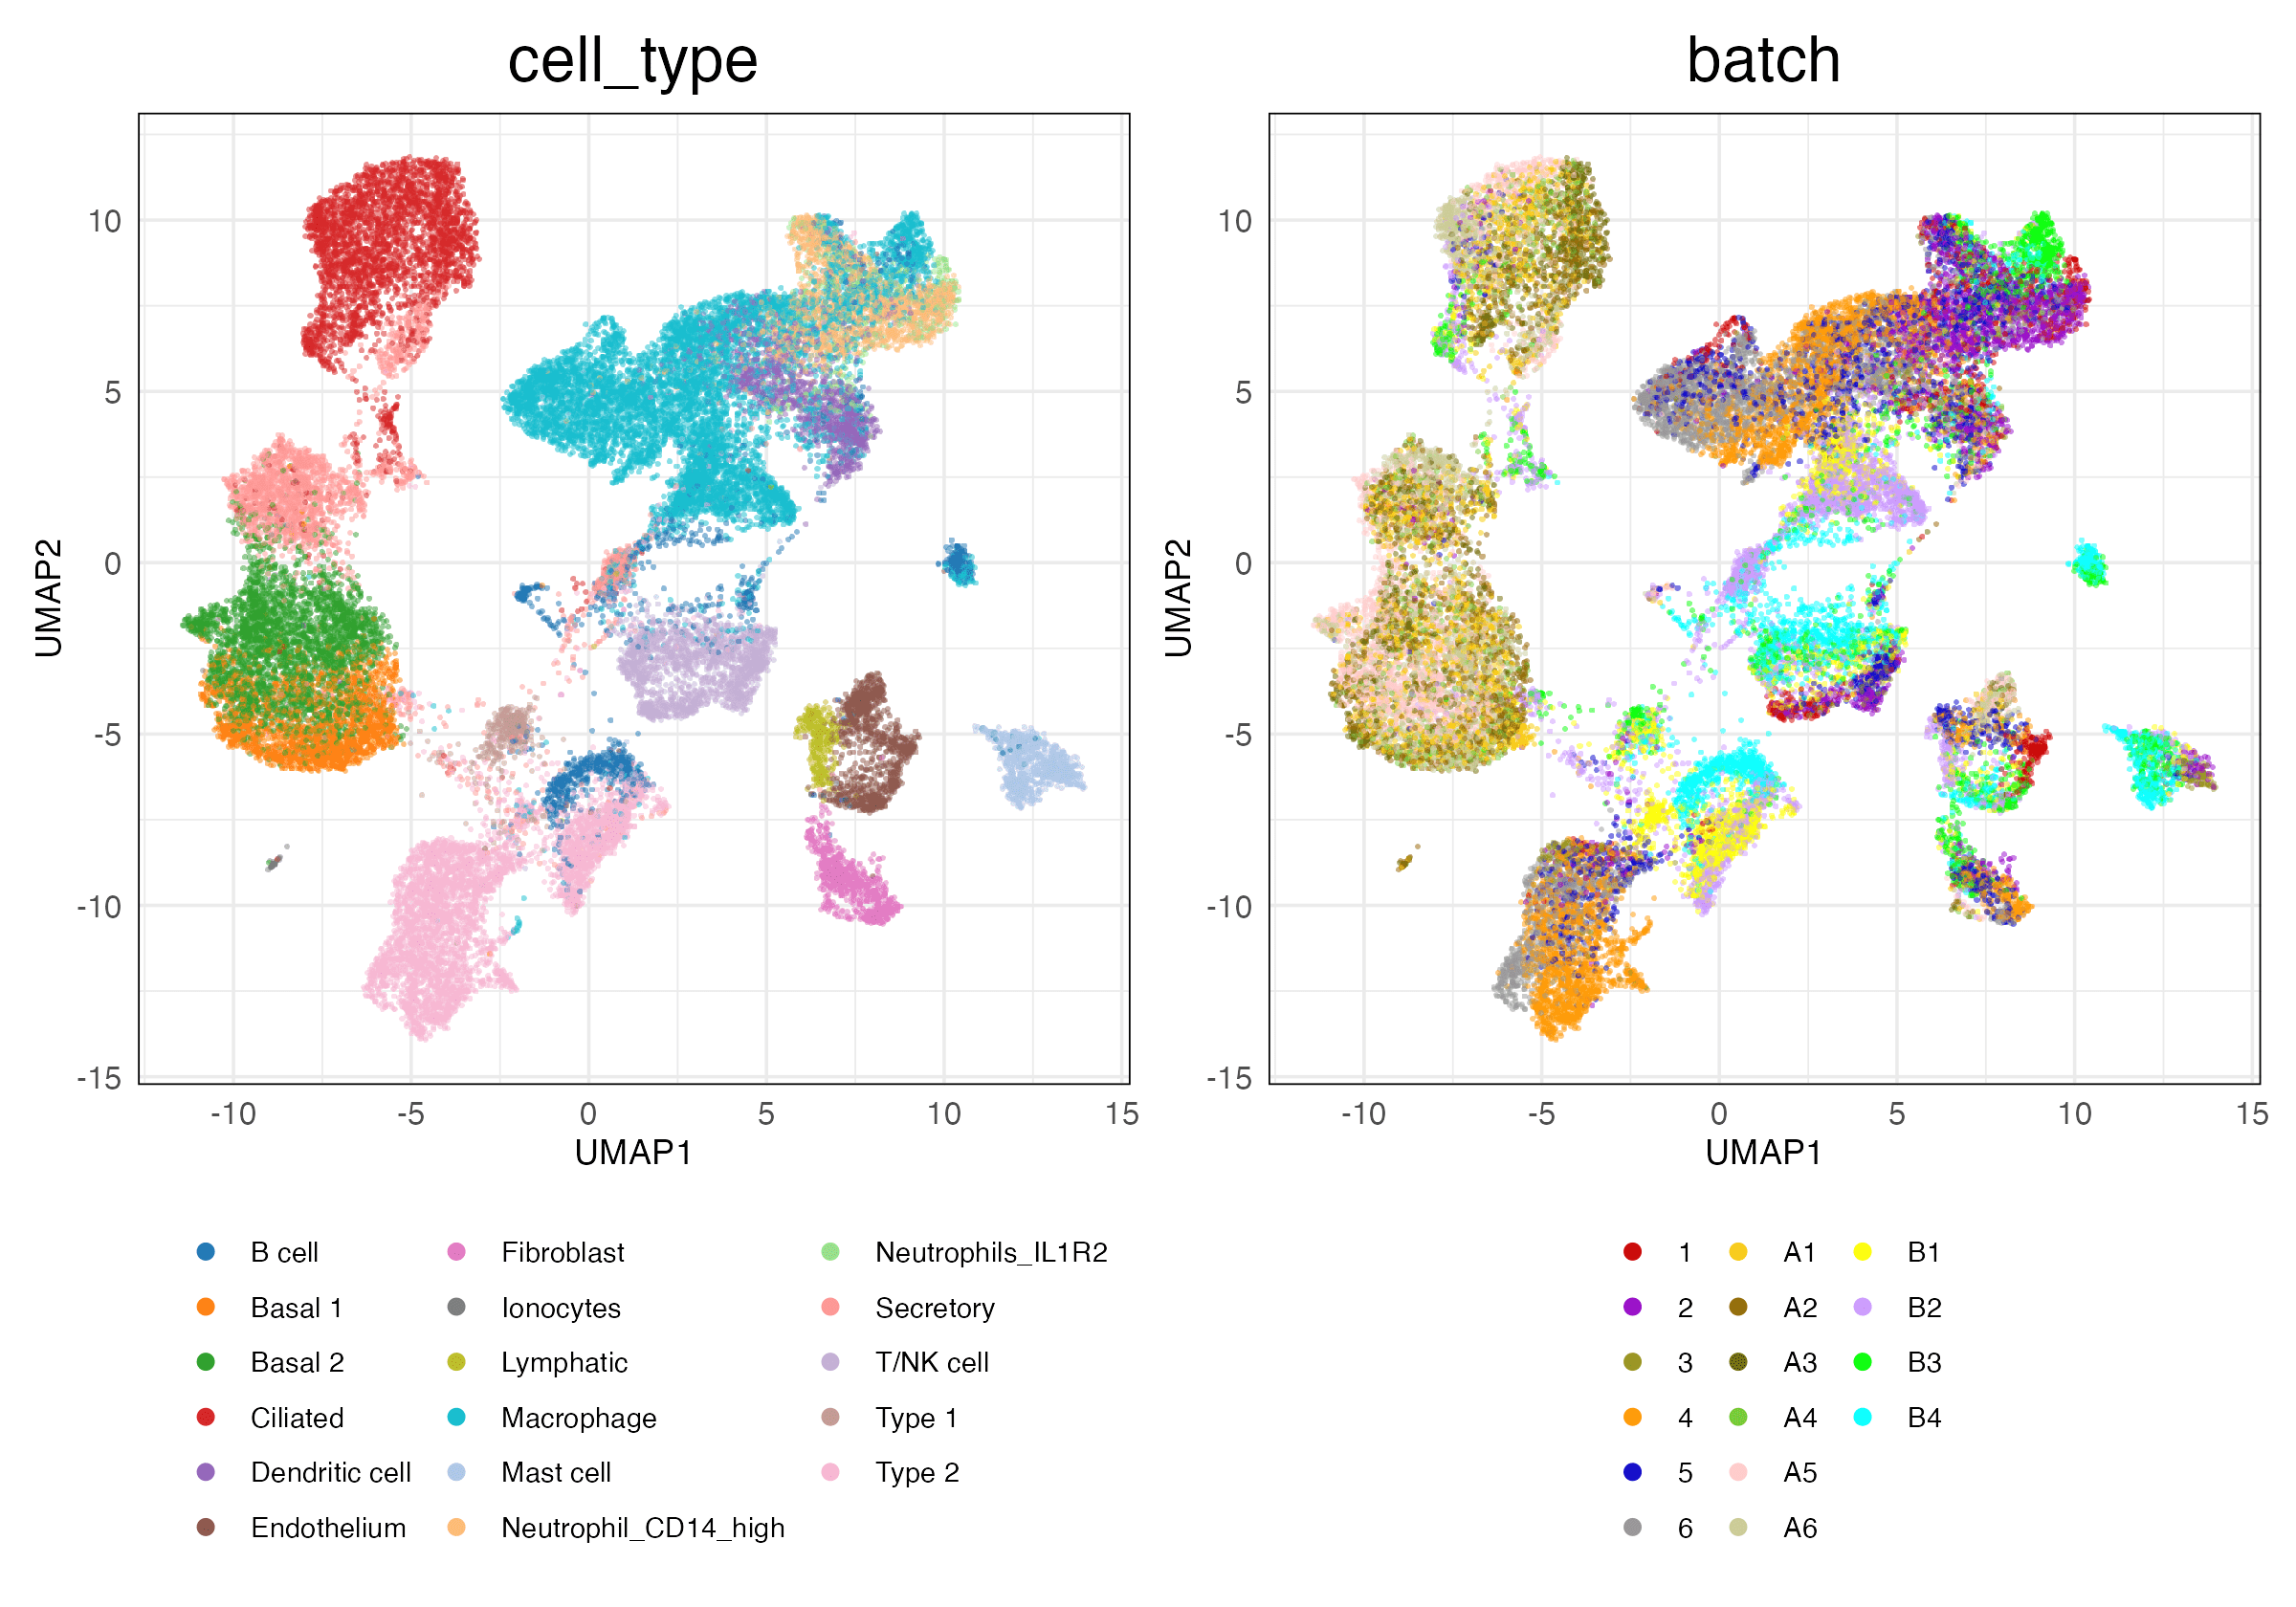 cell_type
batch
10
5
0
-5
-10
-15
UMAP2
-10 -5 0 5 10 15
UMAP1
10
5
0
-5
-10
-15
UMAP2
-10 -5 0 5 10 15
UMAP1
B cell Fibroblast Neutrophils_IL1R2
Basal 1 Ionocytes Secretory
Basal 2 Lymphatic T/NK cell
Ciliated Macrophage Type 1
Dendritic cell Mast cell Type 2
Endothelium Neutrophil_CD14_high
1 A1 B1
2 A2 B2
3 A3 B3
4 A4 B4
5 A5
6 A6